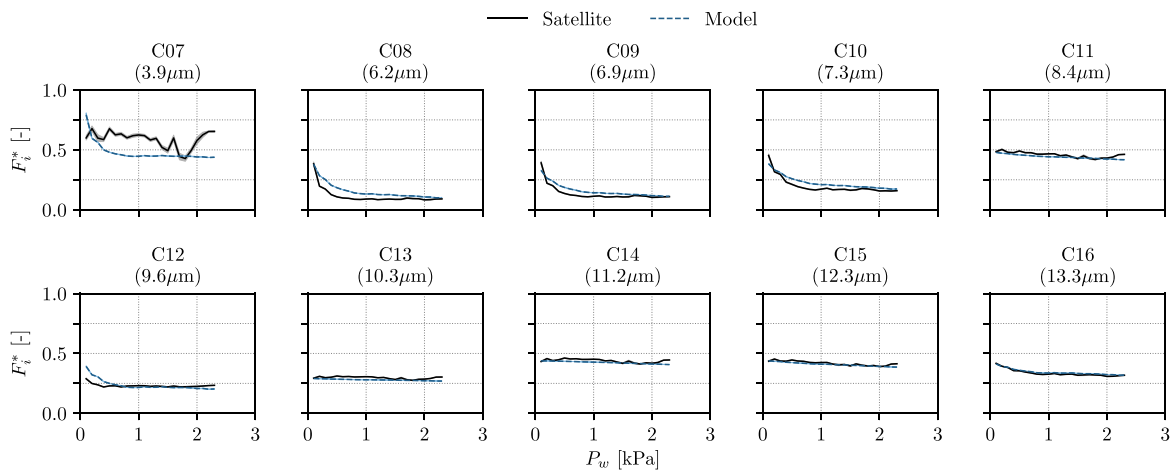 Satellite Model
C07 C08 C09 C10 C11
(3.9μm) (6.2μm) (6.9μm) (7.3μm) (8.4μm)
1.0
0.5
0.0
F_i^* [-]
C12 C13 C14 C15 C16
(9.6μm) (10.3μm) (11.2μm) (12.3μm) (13.3μm)
1.0
0.5
0.0
F_i^* [-]
0 1 2 3 0 1 2 3 0 1 2 3 0 1 2 3 0 1 2 3
P_w [kPa]